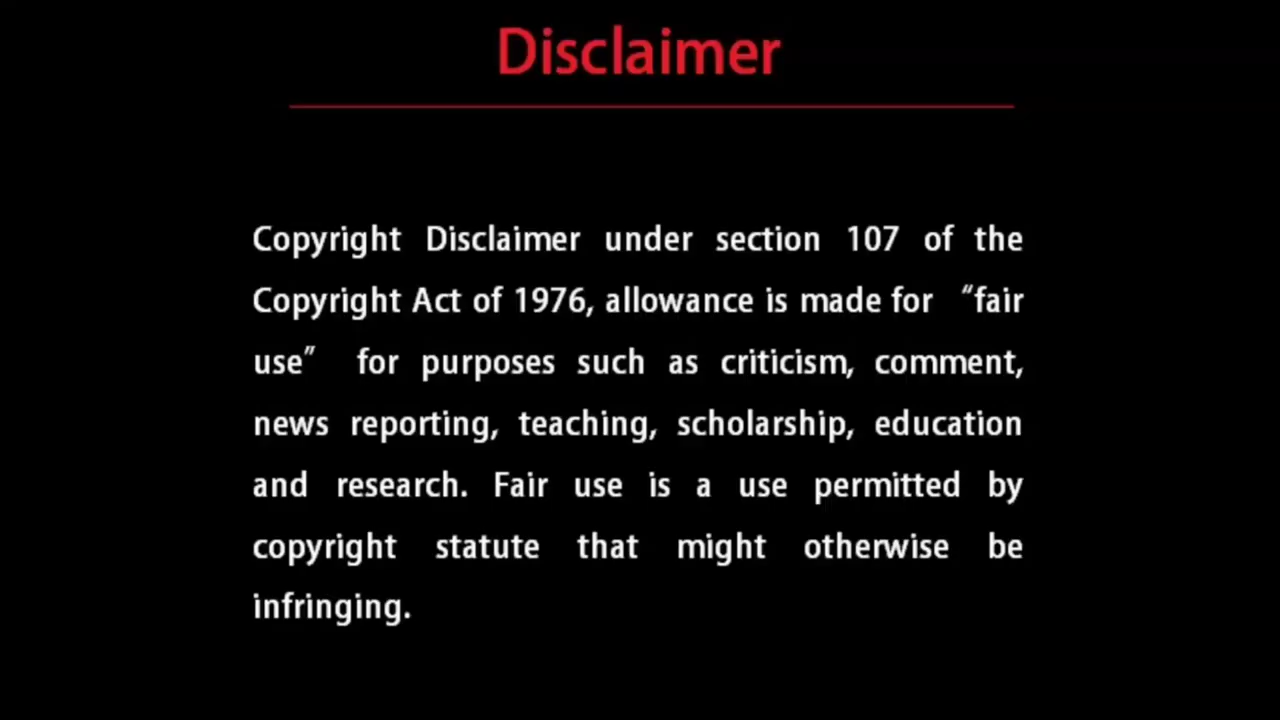 Disclaimer
Copyright Disclaimer under section 107 of the
Copyright Act of 1976, allowance is made for “fair
use” for purposes such as criticism, comment,
news reporting, teaching, scholarship, education
and research. Fair use is a use permitted by
copyright statute that might otherwise be
infringing.